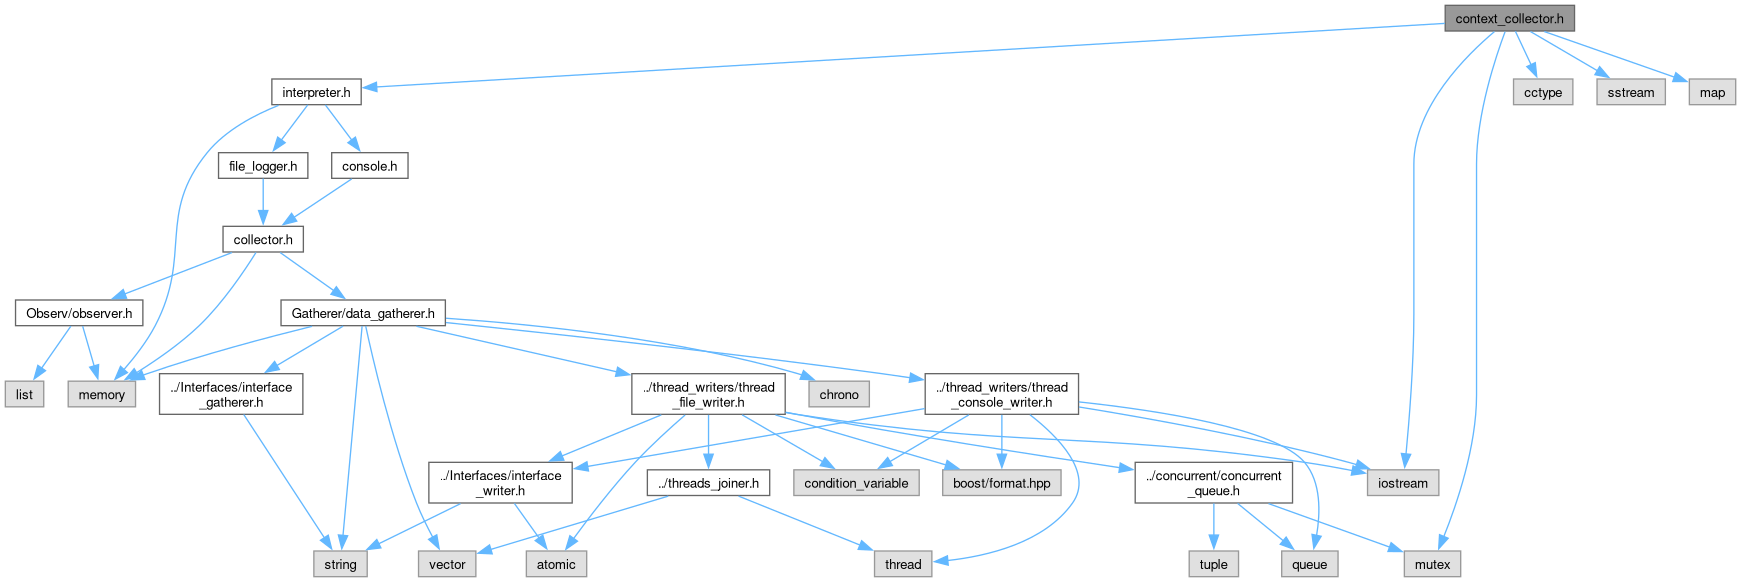 context_collector.h
interpreter.h
cctype
sstream
map
file_logger.h
console.h
collector.h
Observ/observer.h
Gatherer/data_gatherer.h
list
memory
../Interfaces/interface
_gatherer.h
../thread_writers/thread
_file_writer.h
chrono
../thread_writers/thread
_console_writer.h
../Interfaces/interface
_writer.h
../threads_joiner.h
condition_variable
boost/format.hpp
../concurrent/concurrent
_queue.h
iostream
string
vector
atomic
thread
tuple
queue
mutex